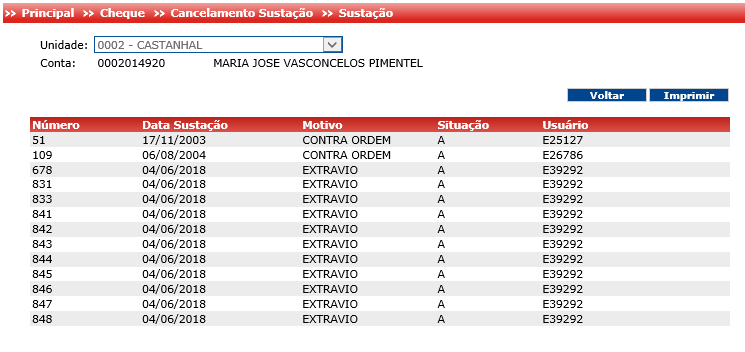 >> Principal >> Cheque >> Cancelamento Sustação >> Sustação
Unidade: 0002 - CASTANHAL
Conta: 0002014920 MARIA JOSE VASCONCELOS PIMENTEL
Voltar Imprimir
Número Data Sustação Motivo Situação Usuário
51 17/11/2003 CONTRA ORDEM A E25127
109 06/08/2004 CONTRA ORDEM A E26786
678 04/06/2018 EXTRAVIO A E39292
831 04/06/2018 EXTRAVIO A E39292
833 04/06/2018 EXTRAVIO A E39292
841 04/06/2018 EXTRAVIO A E39292
842 04/06/2018 EXTRAVIO A E39292
843 04/06/2018 EXTRAVIO A E39292
844 04/06/2018 EXTRAVIO A E39292
845 04/06/2018 EXTRAVIO A E39292
846 04/06/2018 EXTRAVIO A E39292
847 04/06/2018 EXTRAVIO A E39292
848 04/06/2018 EXTRAVIO A E39292